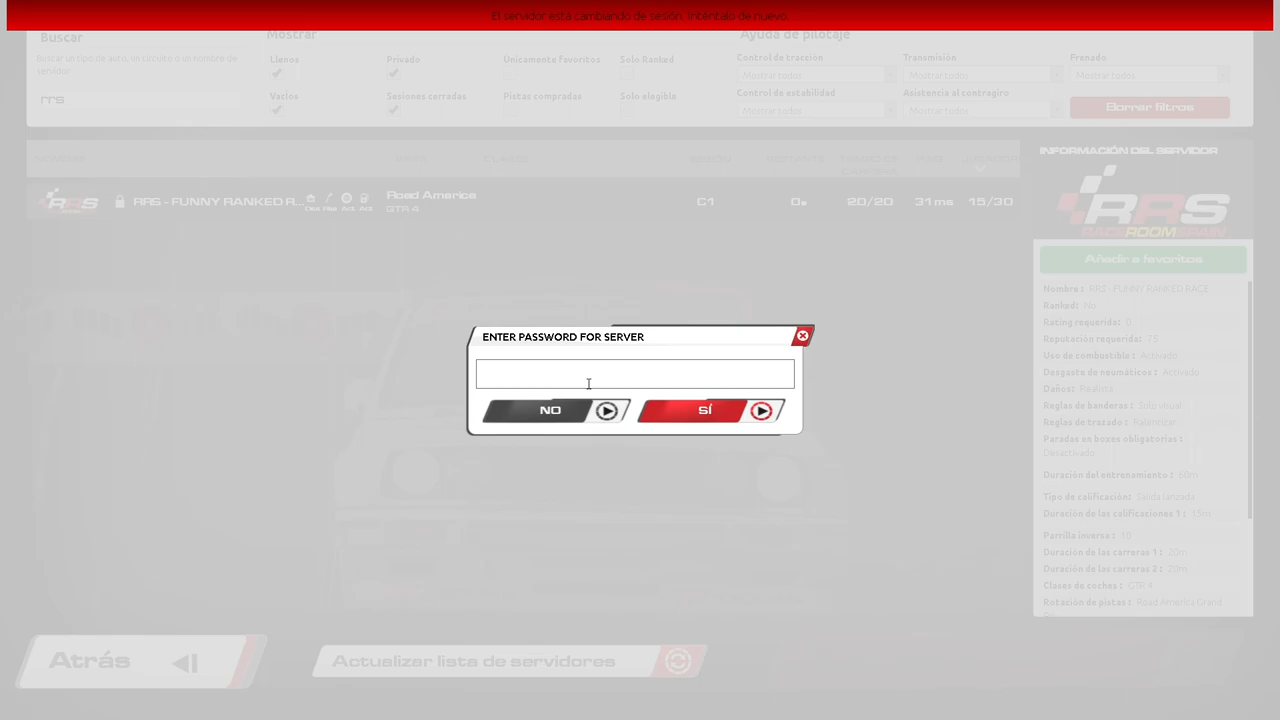 El servidor está cambiando de sesión. Inténtalo de nuevo.
Buscar
Buscar un tipo de auto, un circuito o un nombre de
servidor.
rrs
Mostrar
Llenos
Privado
Únicamente favoritos
Solo Ranked
Vacíos
Sesiones cerradas
Pistas compradas
Solo elegible
Ayuda de pilotaje
Control de tracción
Transmisión
Frenado
Mostrar todos
Mostrar todos
Mostrar todos
Control de estabilidad
Asistencia al contragiro
Mostrar todos
Mostrar todos
Borrar filtros
RRS - FUNNY RANKED R...
Road America
GTR 4
C1
20/20
31ms
15/30
INFORMACIÓN DEL SERVIDOR
RRS
RACEROOMSPAIN
Añadir a favoritos
Nombre: RRS - FUNNY RANKED RACE
Ranked: No
Rating requerida: 0
Reputación requerida: 75
Uso de combustible: Activado
Desgaste de neumáticos: Activado
Daños: Realista
Reglas de banderas: Solo visual
Reglas de trazado: Ralentizar
Paradas en boxes obligatorias:
Desactivado
Duración del entrenamiento: 60m
Tipo de calificación: Salida lanzada
Duración de las calificaciones 1: 15m
Parrilla inversa: 10
Duración de las carreras 1: 20m
Duración de las carreras 2: 20m
Clases de coches: GTR 4
Rotación de pistas: Road America Grand
ENTER PASSWORD FOR SERVER
NO
SÍ
Atrás
Actualizar lista de servidores